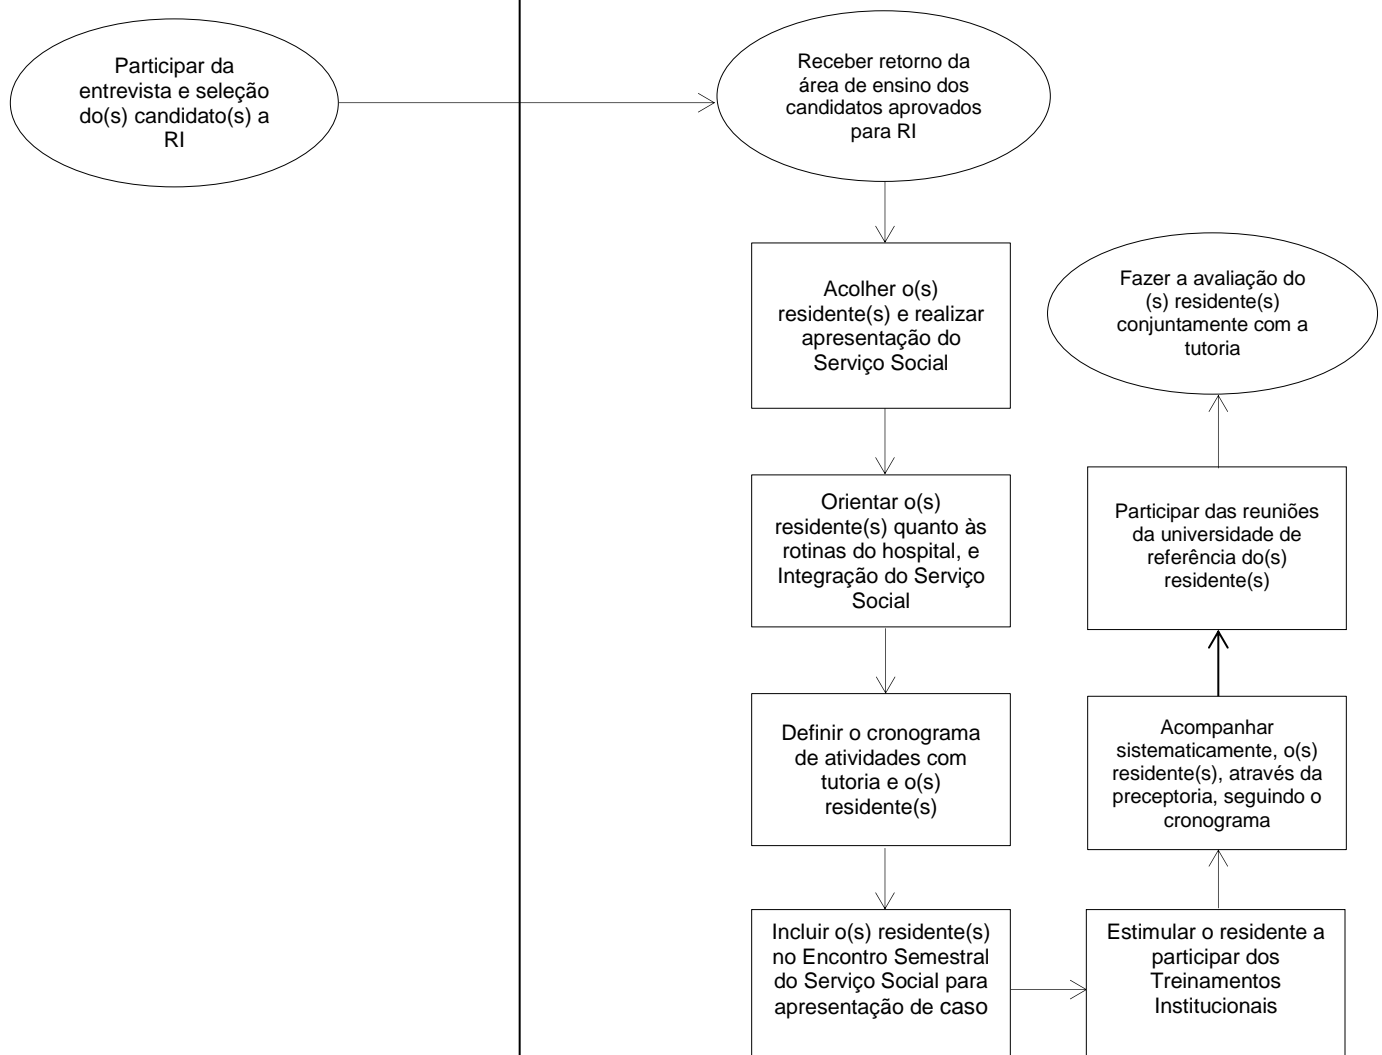 Participar da
entrevista e seleção
do(s) candidato(s) a
RI
Receber retorno da
área de ensino dos
candidatos aprovados
para RI
Acolher o(s)
residente(s) e realizar
apresentação do
Serviço Social
Orientar o(s)
residente(s) quanto às
rotinas do hospital, e
Integração do Serviço
Social
Definir o cronograma
de atividades com
tutoria e o(s)
residente(s)
Incluir o(s) residente(s)
no Encontro Semestral
do Serviço Social para
apresentação de caso
Estimular o residente a
participar dos
Treinamentos
Institucionais
Acompanhar
sistematicamente, o(s)
residente(s), através da
preceptoria, seguindo o
cronograma
Participar das reuniões
da universidade de
referência do(s)
residente(s)
Fazer a avaliação do
(s) residente(s)
conjuntamente com a
tutoria